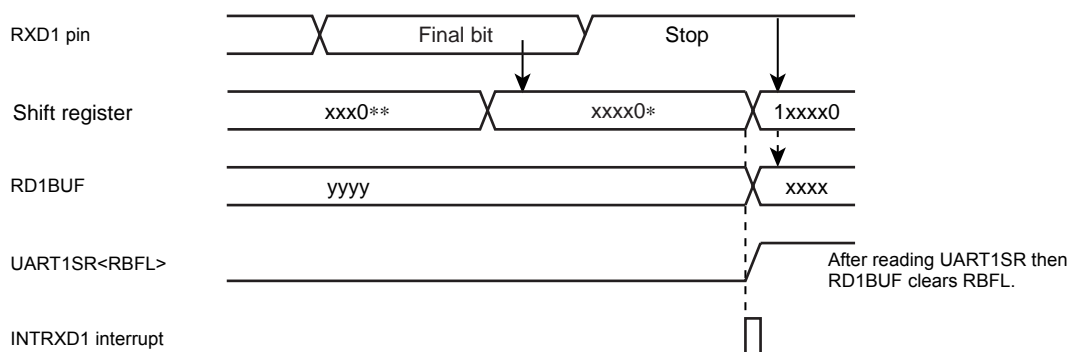 RXD1 pin Final bit Stop
Shift register xxx0** xxxx0* 1xxxx0
RD1BUF yyyy xxxx
UART1SR<RBFL> After reading UART1SR then
RD1BUF clears RBFL.
INTRXD1 interrupt